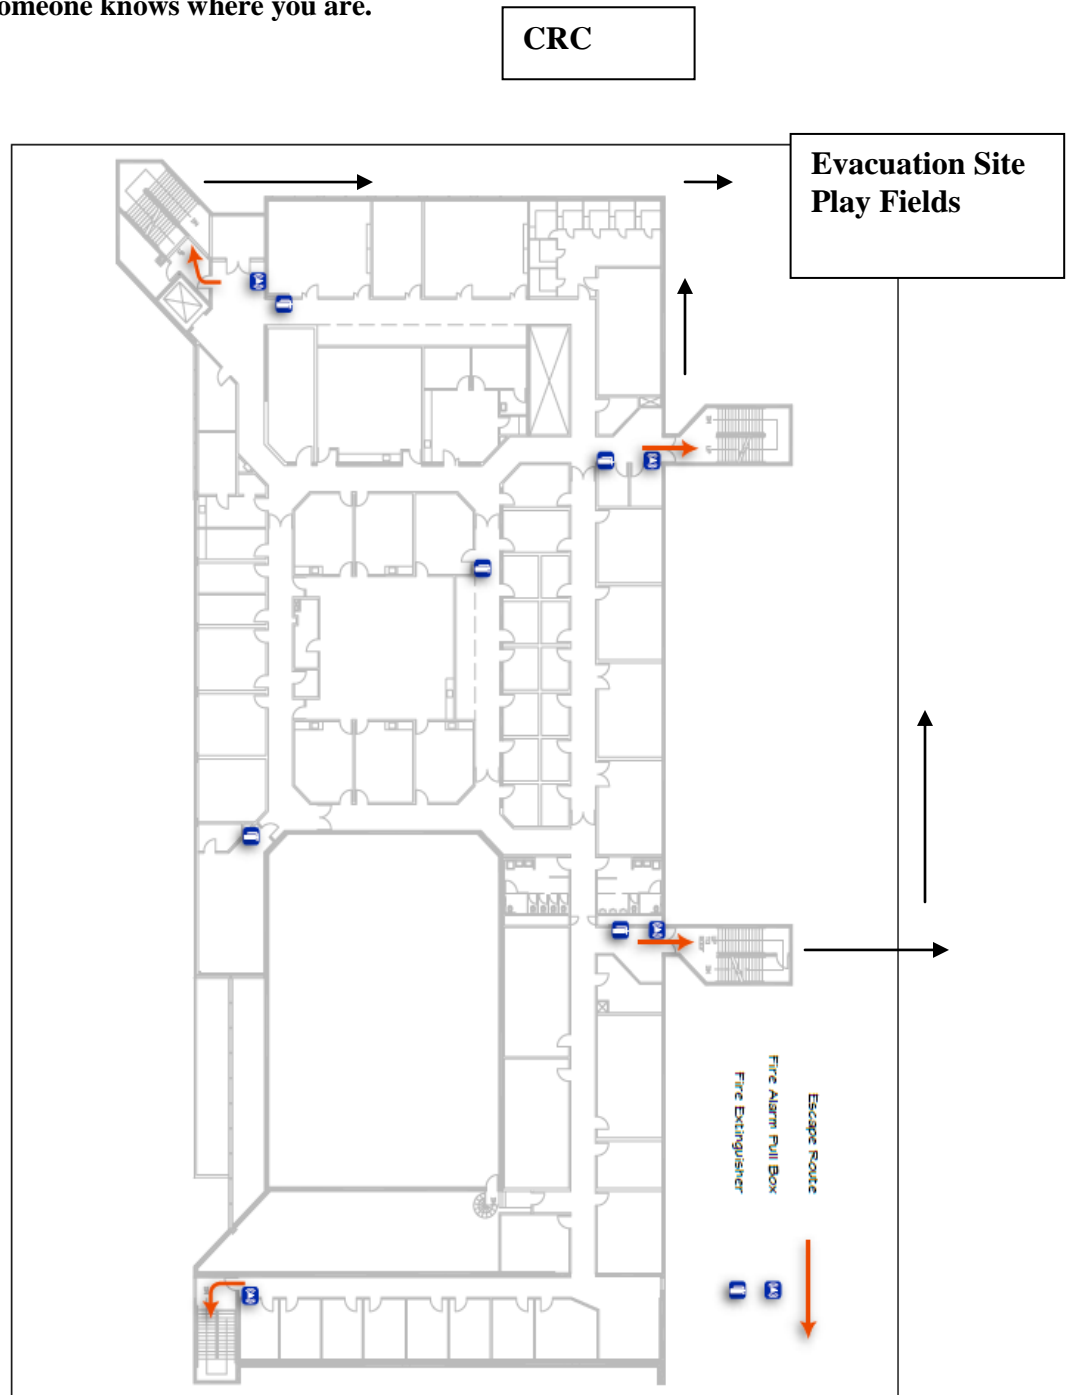 omeone knows where you are.
CRC
Evacuation Site
Play Fields
Escape Route
Fire Alarm Pull Box
Fire Extinguisher